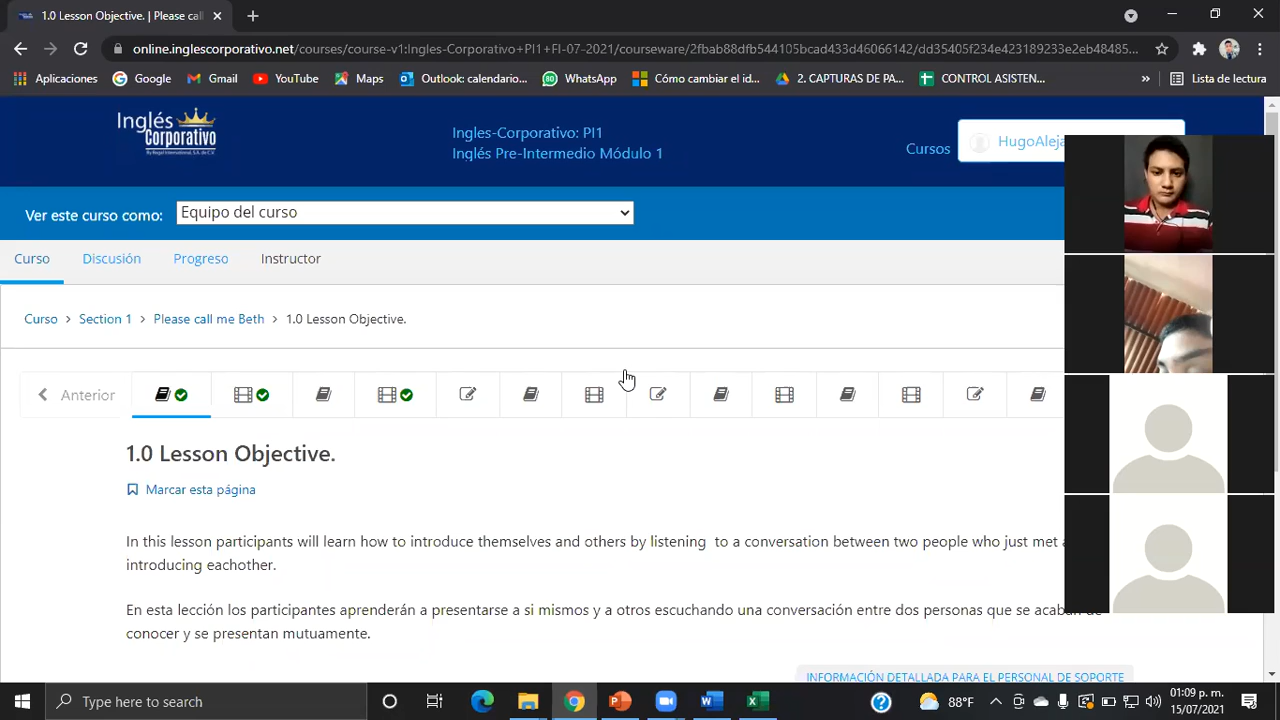 1.0 Lesson Objective. | Please call
online.inglescorporativo.net/courses/course-v1:Ingles-Corporativo+PI1+FI-07-2021/courseware/2fbab88dfb544105bcad433d46066142/dd35405f234e423189233e2eb48485...
Aplicaciones Google Gmail YouTube Maps Outlook: calendario... WhatsApp Cómo cambiar el id... 2. CAPTURAS DE PA... CONTROL ASISTEN... » Lista de lectura
Inglés
Corporativo
Ingles-Corporativo: PI1
Inglés Pre-Intermedio Módulo 1
Cursos HugoAleja
Ver este curso como: Equipo del curso
Curso Discusión Progreso Instructor
Curso > Section 1 > Please call me Beth > 1.0 Lesson Objective.
Anterior
1.0 Lesson Objective.
Marcar esta página
In this lesson participants will learn how to introduce themselves and others by listening to a conversation between two people who just met a
introducing eachother.
En esta lección los participantes aprenderán a presentarse a si mismos y a otros escuchando una conversación entre dos personas que se acaban de
conocer y se presentan mutuamente.
INFORMACIÓN DETALLADA PARA EL PERSONAL DE SOPORTE
Type here to search
88°F
01:09 p. m.
15/07/2021